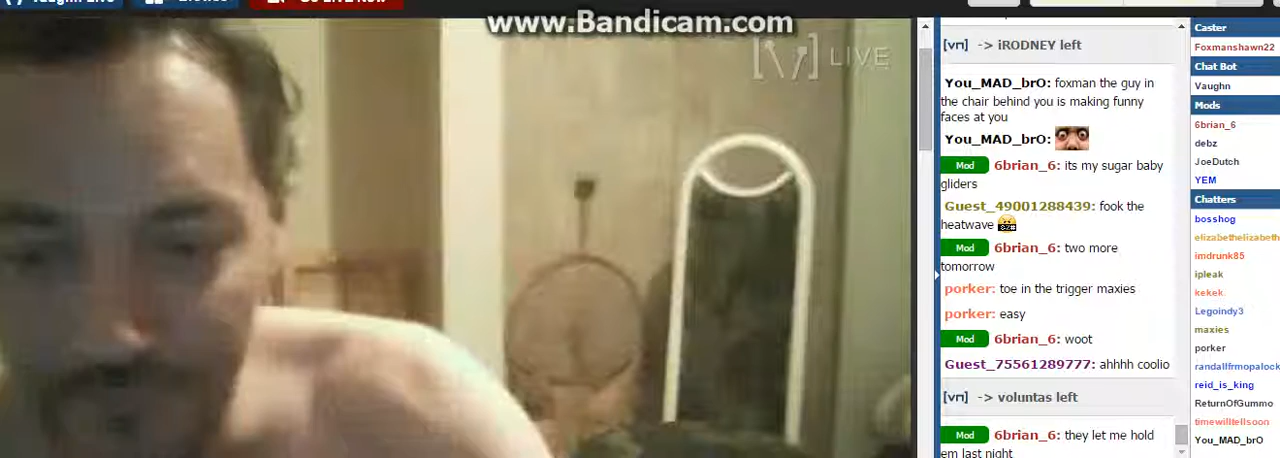 www.Bandicam.com
[\/] LIVE
[vn] -> iRODNEY left
You_MAD_brO: foxman the guy in
the chair behind you is making funny
faces at you
You_MAD_brO:
Mod 6brian_6: its my sugar baby
gliders
Guest_49001288439: fook the
heatwave
Mod 6brian_6: two more
tomorrow
porker: toe in the trigger maxies
porker: easy
Mod 6brian_6: woot
Guest_75561289777: ahhhh coolio
[vn] -> voluntas left
Mod 6brian_6: they let me hold
em last night
Caster
Foxmanshawn22
Chat Bot
Vaughn
Mods
6brian_6
debz
JoeDutch
YEM
Chatters
bosshog
elizabethelizabeth
imdrunk85
ipleak
kekek
Legoindy3
maxies
porker
randallfrmopalock
reid_is_king
ReturnOfGummo
timewilltellsoon
You_MAD_brO